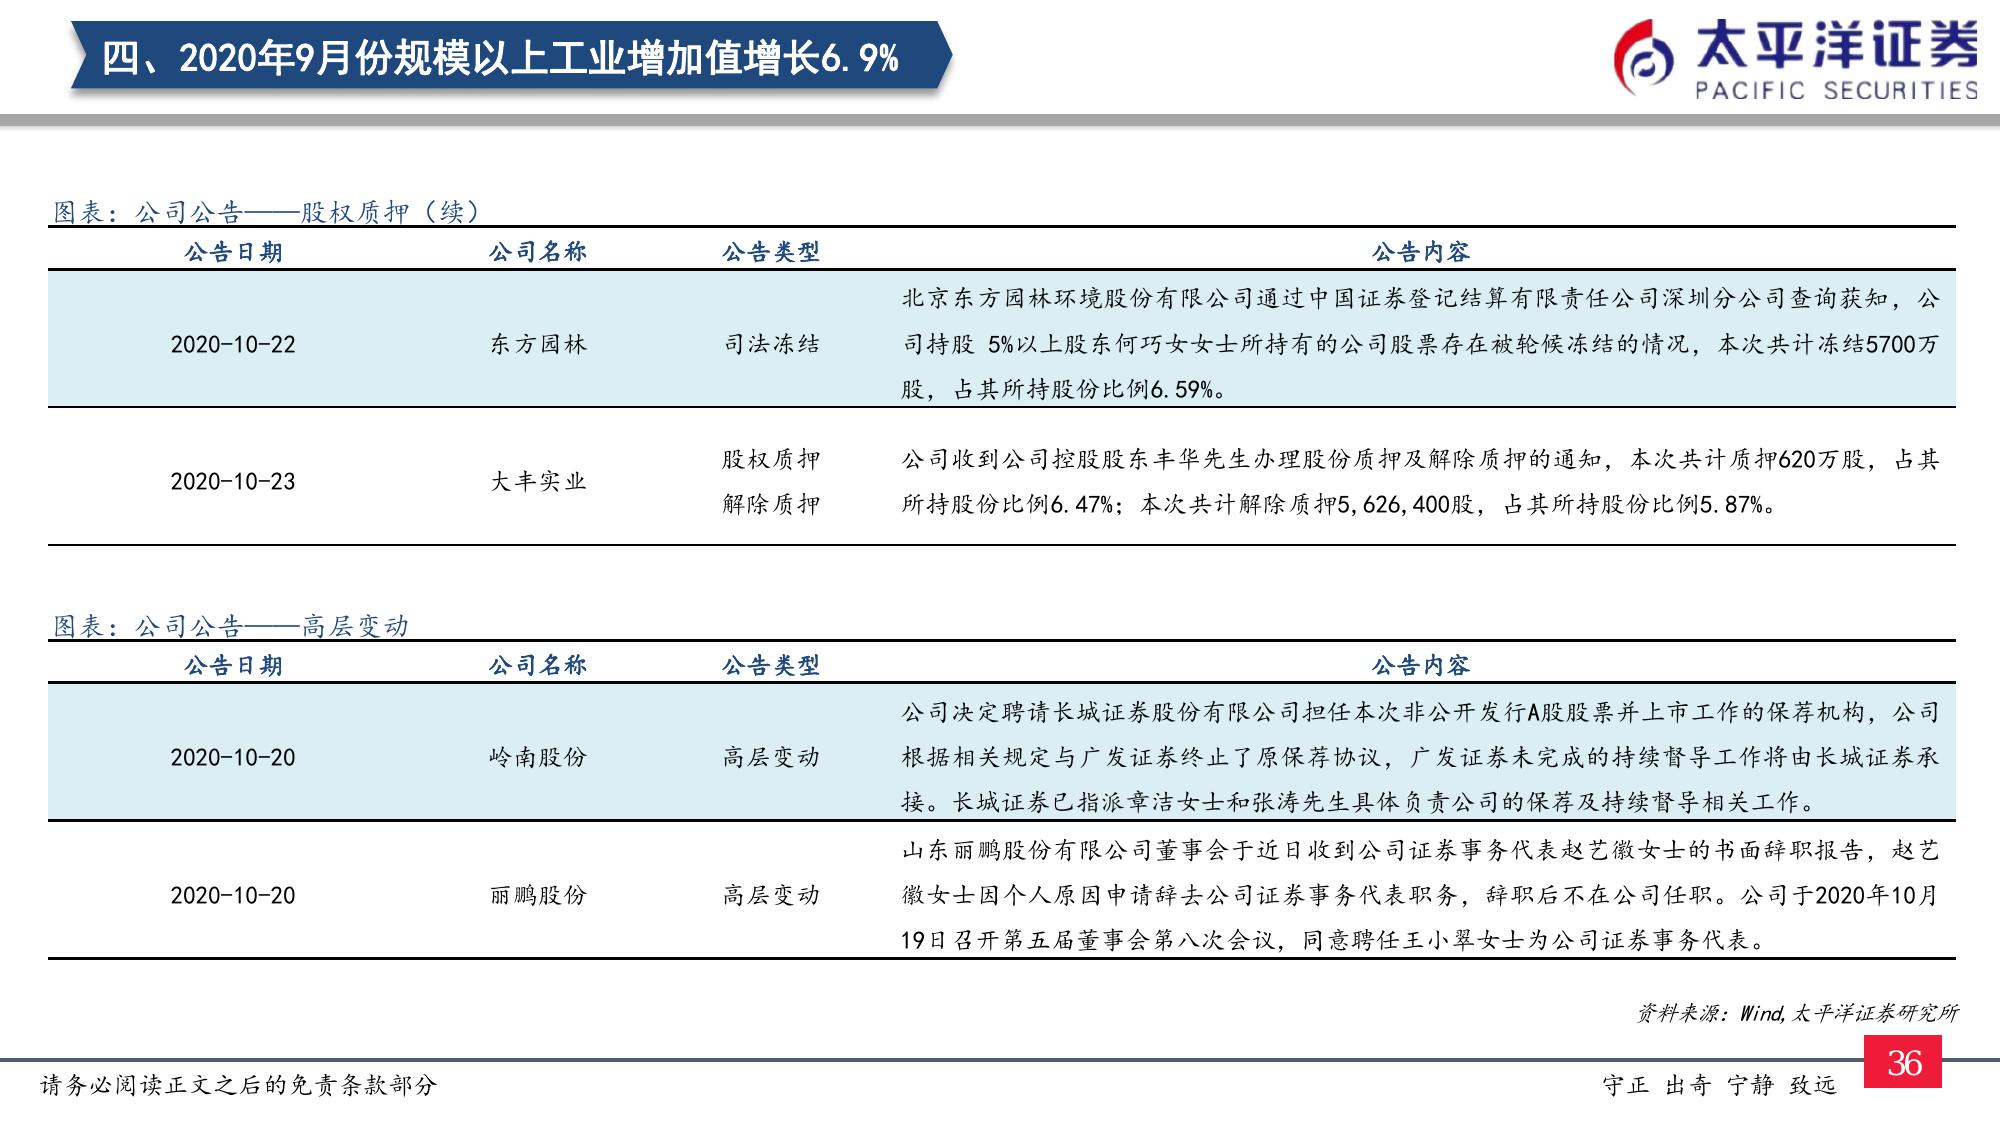 四、2020年9月份规模以上工业增加值增长6.9%
太平洋证券
PACIFIC SECURITIES
图表：公司公告——股权质押（续）
公告日期 公司名称 公告类型 公告内容
2020-10-22 东方园林 司法冻结
北京东方园林环境股份有限公司通过中国证券登记结算有限责任公司深圳分公司查询获知，公
司持股 5%以上股东何巧女女士所持有的公司股票存在被轮候冻结的情况，本次共计冻结5700万
股，占其所持股份比例6.59%。
2020-10-23 大丰实业
股权质押
解除质押
公司收到公司控股股东丰华先生办理股份质押及解除质押的通知，本次共计质押620万股，占其
所持股份比例6.47%；本次共计解除质押5,626,400股，占其所持股份比例5.87%。
图表：公司公告——高层变动
公告日期 公司名称 公告类型 公告内容
2020-10-20 岭南股份 高层变动
公司决定聘请长城证券股份有限公司担任本次非公开发行A股股票并上市工作的保荐机构，公司
根据相关规定与广发证券终止了原保荐协议，广发证券未完成的持续督导工作将由长城证券承
接。长城证券已指派章洁女士和张涛先生具体负责公司的保荐及持续督导相关工作。
2020-10-20 丽鹏股份 高层变动
山东丽鹏股份有限公司董事会于近日收到公司证券事务代表赵艺徽女士的书面辞职报告，赵艺
徽女士因个人原因申请辞去公司证券事务代表职务，辞职后不在公司任职。公司于2020年10月
19日召开第五届董事会第八次会议，同意聘任王小翠女士为公司证券事务代表。
资料来源：Wind,太平洋证券研究所
请务必阅读正文之后的免责条款部分
守正 出奇 宁静 致远
36